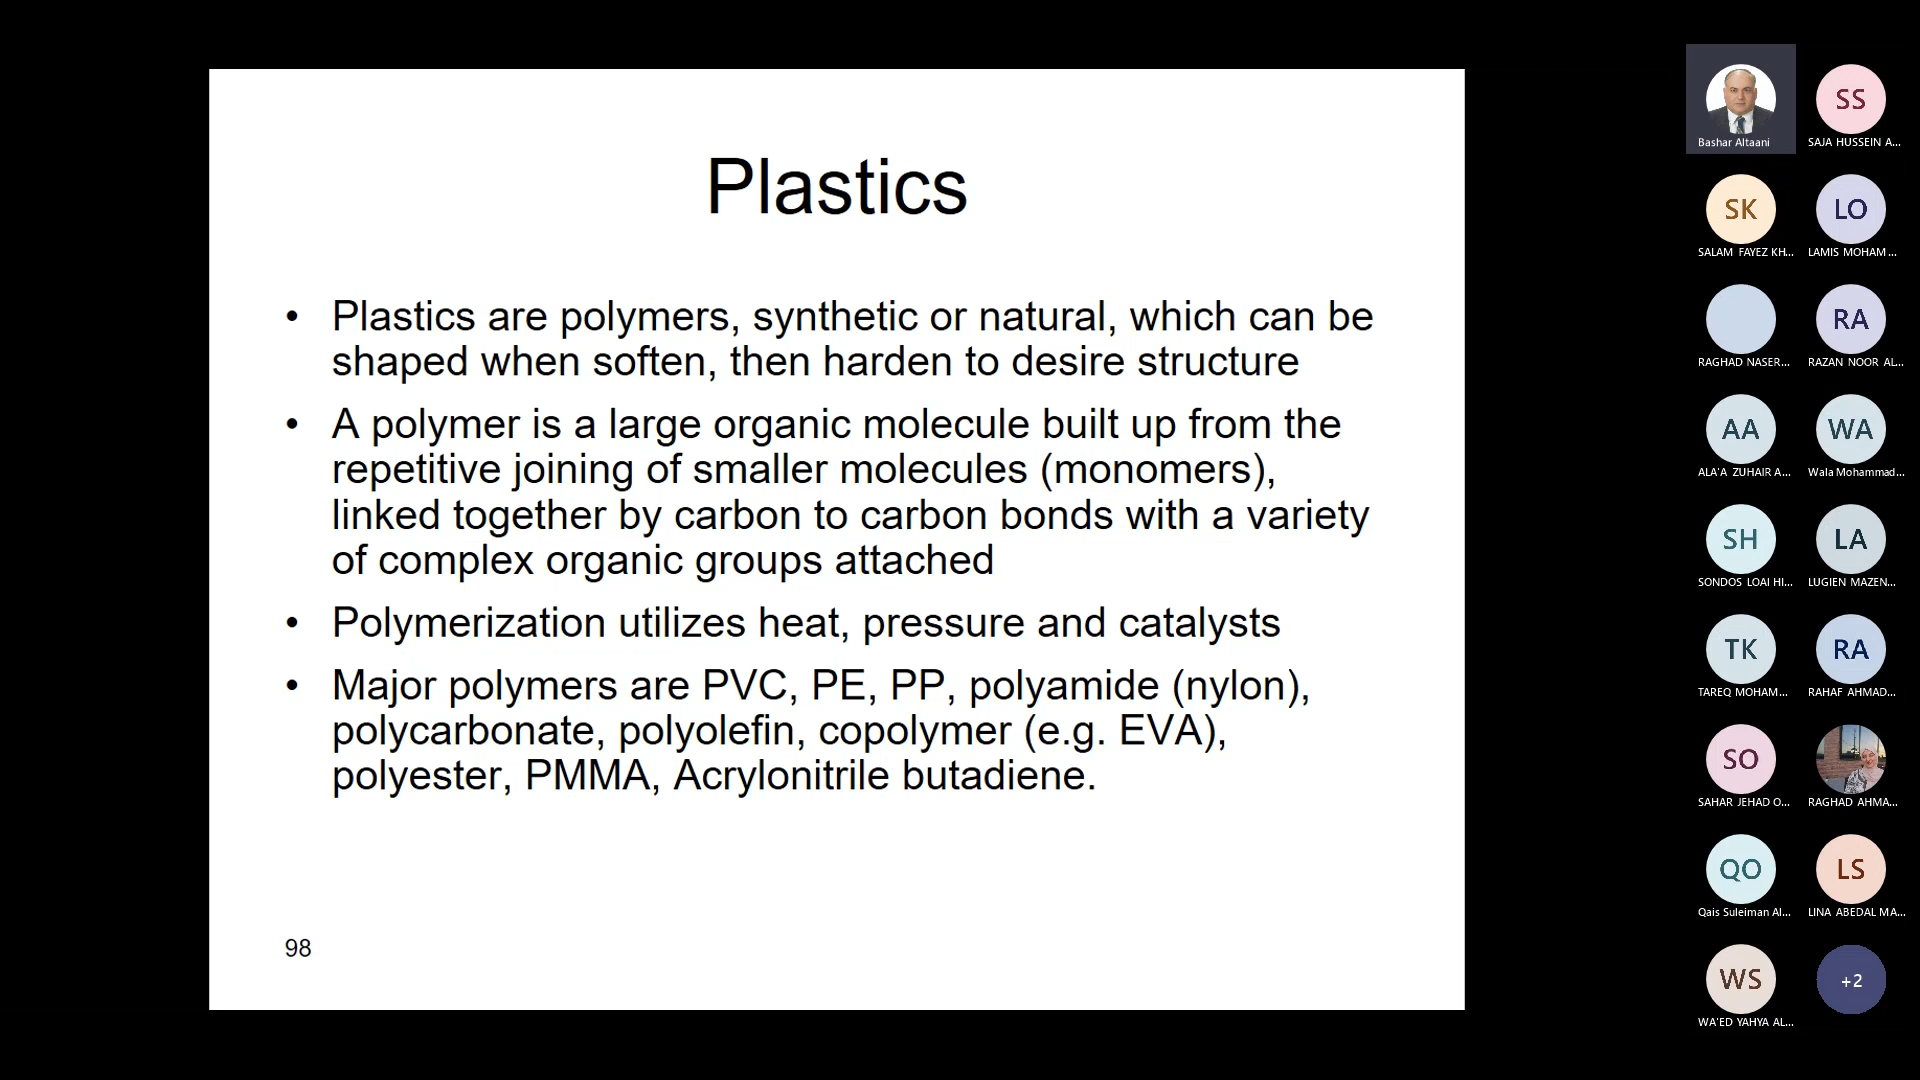 Plastics
• Plastics are polymers, synthetic or natural, which can be
shaped when soften, then harden to desire structure
• A polymer is a large organic molecule built up from the
repetitive joining of smaller molecules (monomers),
linked together by carbon to carbon bonds with a variety
of complex organic groups attached
• Polymerization utilizes heat, pressure and catalysts
• Major polymers are PVC, PE, PP, polyamide (nylon),
polycarbonate, polyolefin, copolymer (e.g. EVA),
polyester, PMMA, Acrylonitrile butadiene.
98
Bashar Altaani
SS
SAJA HUSSEIN A...
SK
SALAM FAYEZ KH...
LO
LAMIS MOHAM...
RAGHAD NASER...
RA
RAZAN NOOR AL...
AA
ALA'A ZUHAIR A...
WA
Wala Mohammad...
SH
SONDOS LOAI HI...
LA
LUGIEN MAZEN...
TK
TAREQ MOHAM...
RA
RAHAF AHMAD...
SO
SAHAR JEHAD O...
RAGHAD AHMA...
QO
Qais Suleiman Al...
LS
LINA ABEDAL MA...
WS
WA'ED YAHYA AL...
+2